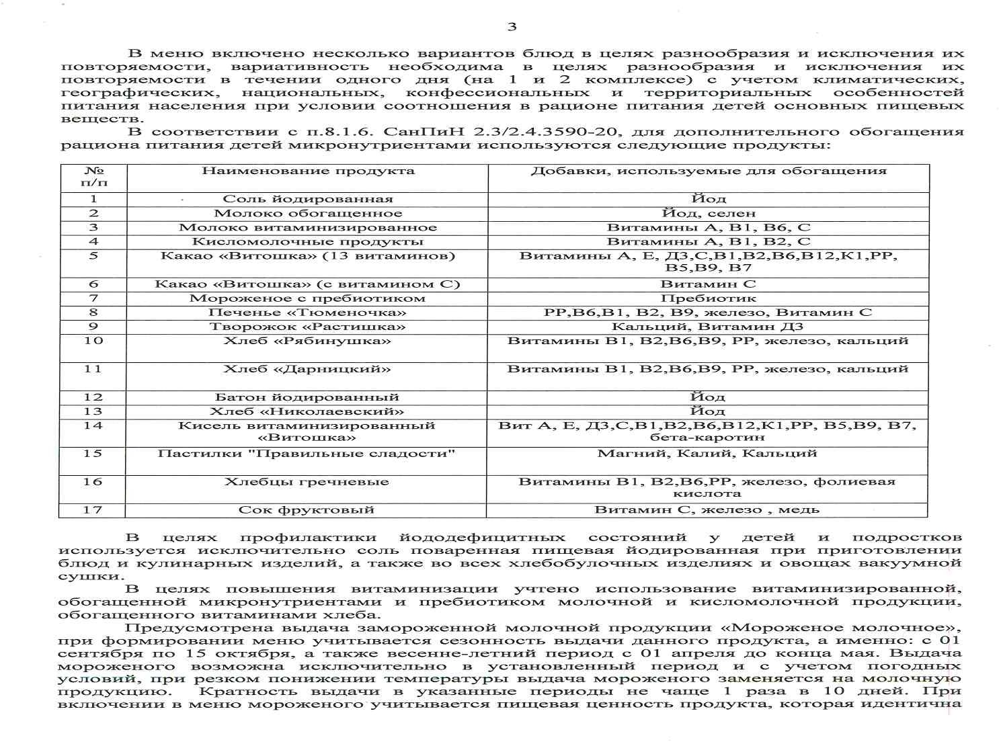 3
В меню включено несколько вариантов блюд в целях разнообразия и исключения их
повторяемости, вариативность необходима в целях разнообразия и исключения их
повторяемости в течении одного дня (на 1 и 2 комплексе) с учетом климатических,
географических, национальных, конфессиональных и территориальных особенностей
питания населения при условии соотношения в рационе питания детей основных пищевых
веществ.
В соответствии с п.8.1.6. СанПиН 2.3/2.4.3590-20, для дополнительного обогащения
рациона питания детей микронутриентами используются следующие продукты:
№ Наименование продукта Добавки, используемые для обогащения
п/п
1 Соль йодированная Йод
2 Молоко обогащенное Йод, селен
3 Молоко витаминизированное Витамины А, В1, В6, С
4 Кисломолочные продукты Витамины А, В1, В2, С
5 Какао «Витошка» (13 витаминов) Витамины А, Е, Д3,С,В1,В2,В6,В12,К1,РР,
В5,В9, В7
6 Какао «Витошка» (с витамином С) Витамин С
7 Мороженое с пребиотиком Пребиотик
8 Печенье «Тюменочка» РР,В6,В1, В2, В9, железо, Витамин С
9 Творожок «Растишка» Кальций, Витамин Д3
10 Хлеб «Рябинушка» Витамины В1, В2,В6,В9, РР, железо, кальций
11 Хлеб «Дарницкий» Витамины В1, В2,В6,В9, РР, железо, кальций
12 Батон йодированный Йод
13 Хлеб «Николаевский» Йод
14 Кисель витаминизированный Вит А, Е, Д3,С,В1,В2,В6,В12,К1,РР, В5,В9, В7,
«Витошка» бета-каротин
15 Пастилки "Правильные сладости" Магний, Калий, Кальций
16 Хлебцы гречневые Витамины В1, В2,В6,РР, железо, фолиевая
кислота
17 Сок фруктовый Витамин С, железо , медь
В целях профилактики йододефицитных состояний у детей и подростков
используется исключительно соль поваренная пищевая йодированная при приготовлении
блюд и кулинарных изделий, а также во всех хлебобулочных изделиях и овощах вакуумной
сушки.
В целях повышения витаминизации учтено использование витаминизированной,
обогащенной микронутриентами и пребиотиком молочной и кисломолочной продукции,
обогащенного витаминами хлеба.
Предусмотрена выдача замороженной молочной продукции «Мороженое молочное»,
при формировании меню учитывается сезонность выдачи данного продукта, а именно: с 01
сентября по 15 октября, а также весенне-летний период с 01 апреля до конца мая. Выдача
мороженого возможна исключительно в установленный период и с учетом погодных
условий, при резком понижении температуры выдача мороженого заменяется на молочную
продукцию. Кратность выдачи в указанные периоды не чаще 1 раза в 10 дней. При
включении в меню мороженого учитывается пищевая ценность продукта, которая идентична